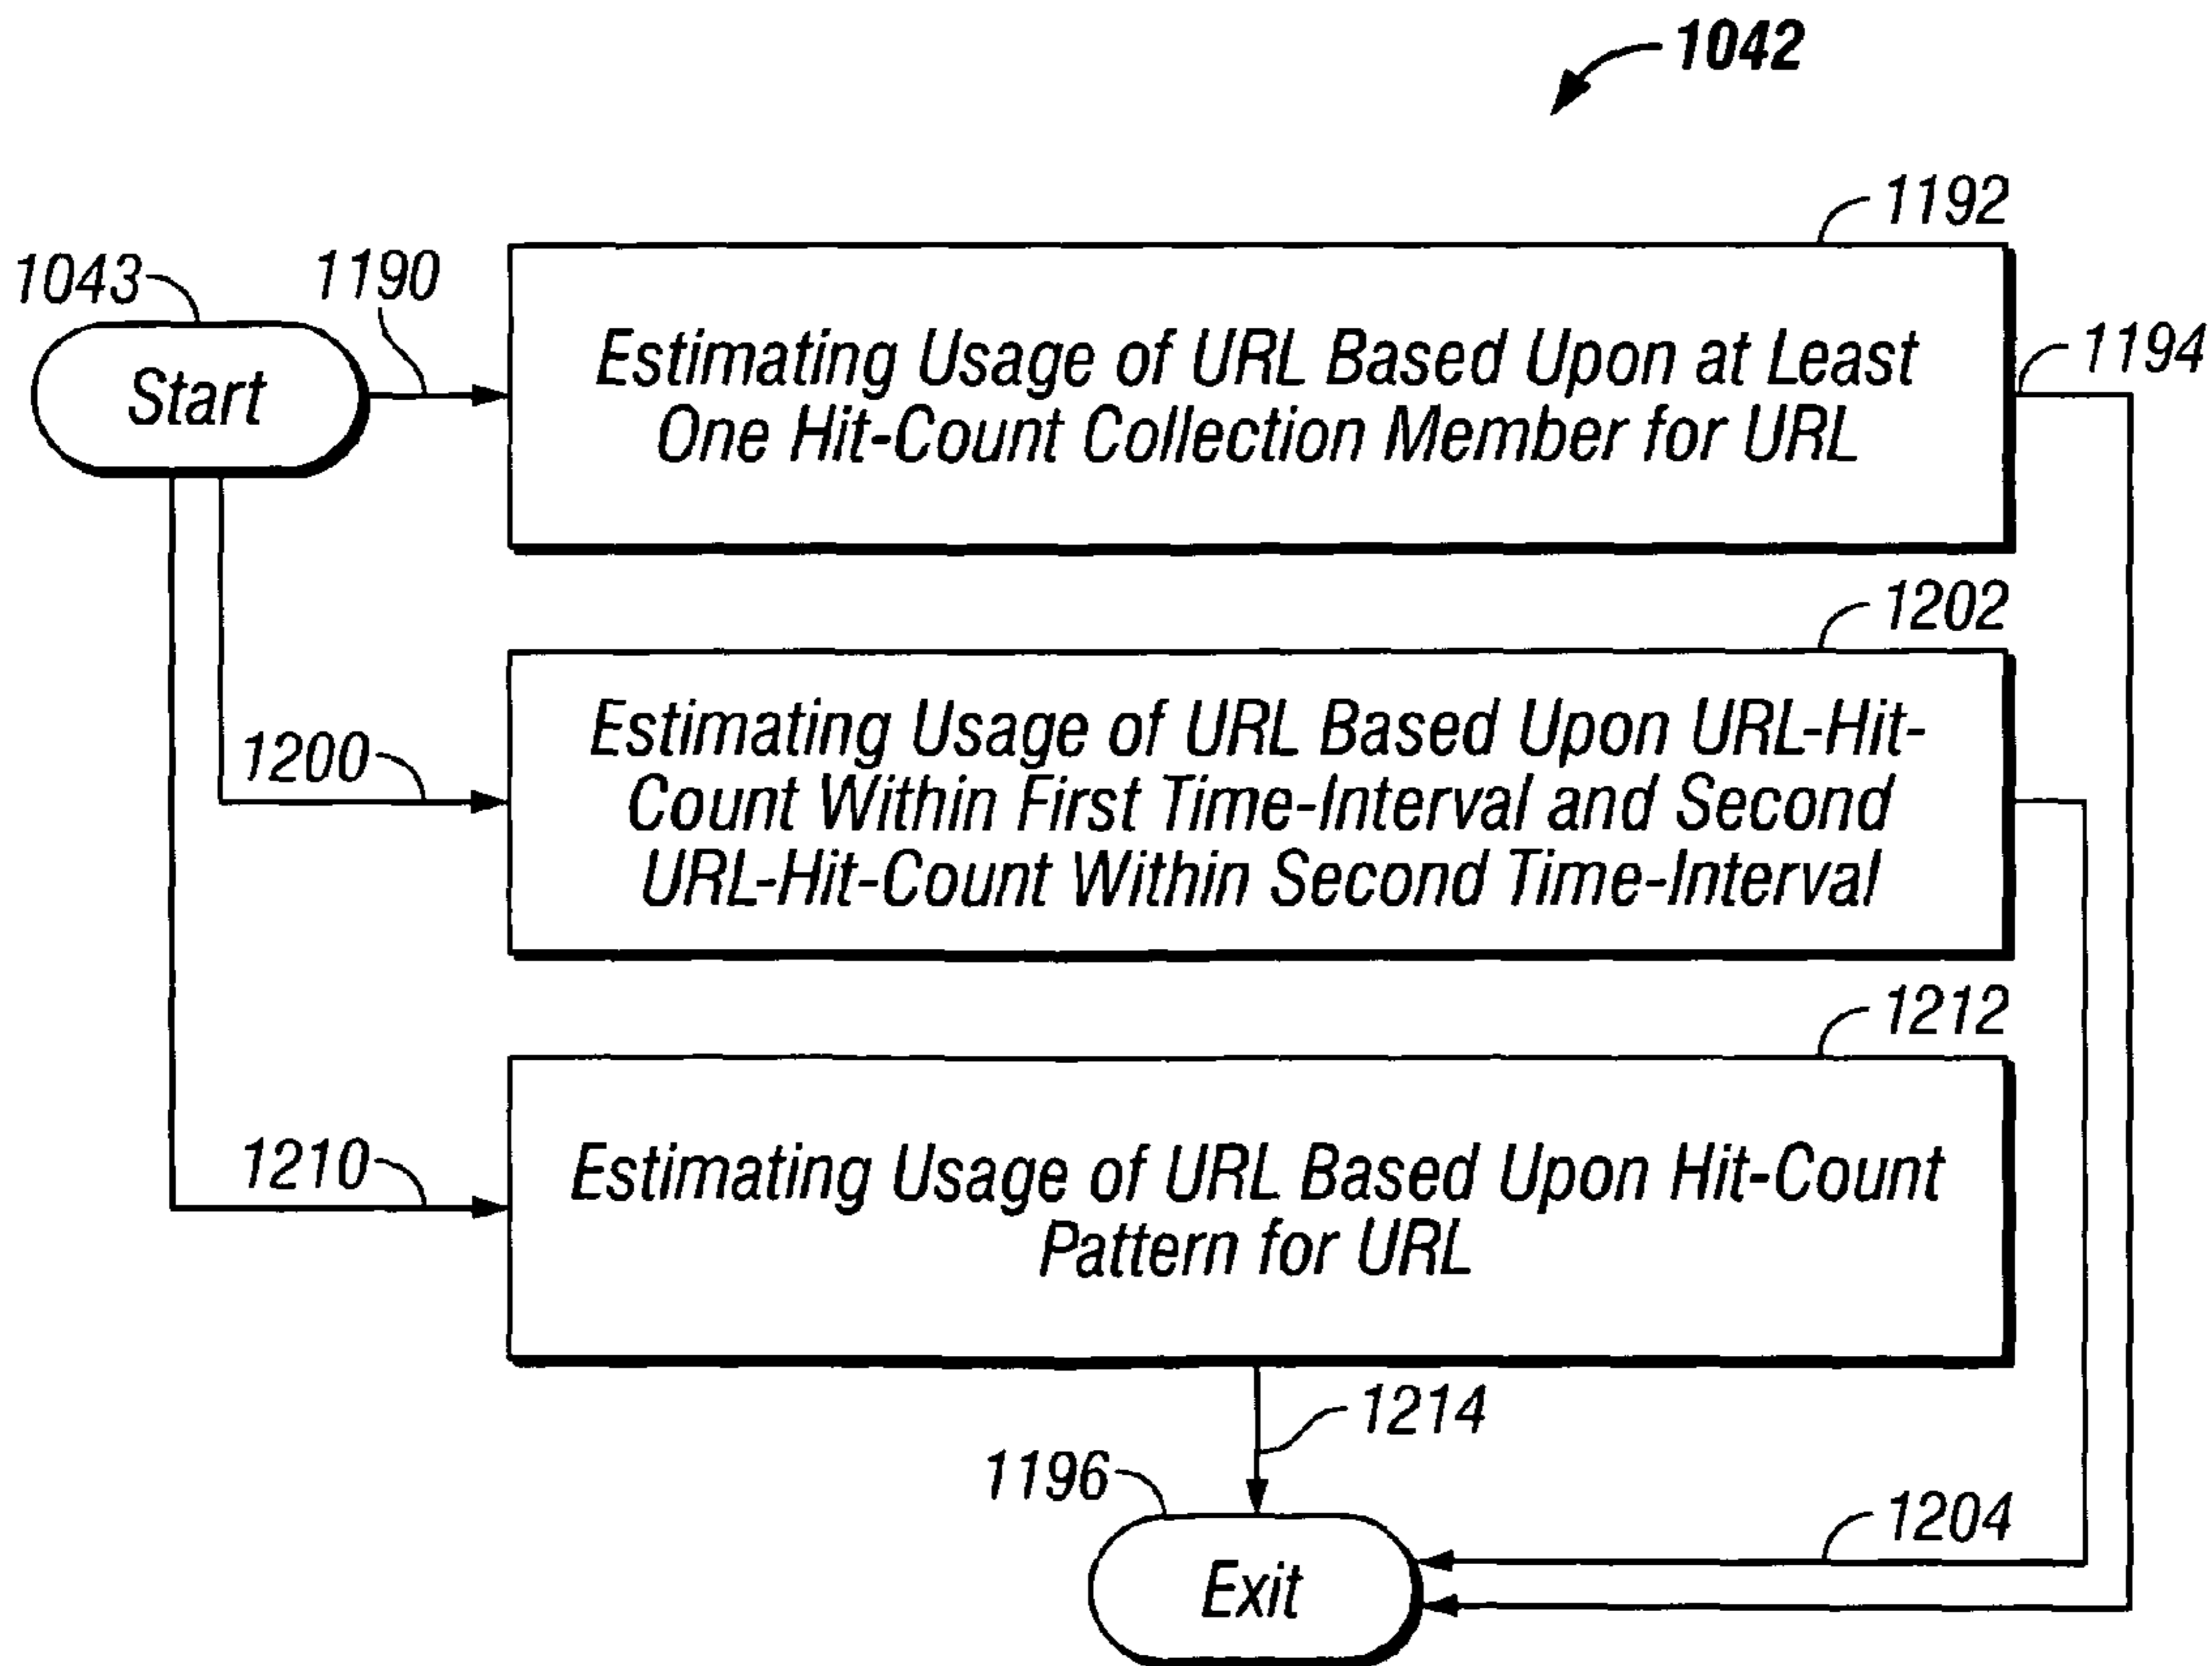 1042
1192
1043
1190
Start
Estimating Usage of URL Based Upon at Least
One Hit-Count Collection Member for URL
1194
1202
1200
Estimating Usage of URL Based Upon URL-Hit-
Count Within First Time-Interval and Second
URL-Hit-Count Within Second Time-Interval
1212
1210
Estimating Usage of URL Based Upon Hit-Count
Pattern for URL
1214
1196
1204
Exit